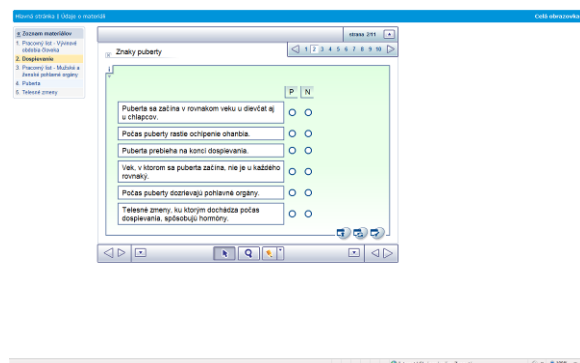 Hlavná stránka | Údaje o materiáli
Celá obrazovka
Zoznam materiálov
1. Pracovný list - Vývinové
obdobia človeka
2. Dospievanie
3. Pracovný list - Mužské a
ženské pohlavné orgány
4. Puberta
5. Telesné zmeny
strana 2/11
Znaky puberty
1 2 3 4 5 6 7 8 9 10
P N
Puberta sa začína v rovnakom veku u dievčat aj
u chlapcov.
Počas puberty rastie ochlpenie ohanbia.
Puberta prebieha na konci dospievania.
Vek, v ktorom sa puberta začína, nie je u každého
rovnaký.
Počas puberty dozrievajú pohlavné orgány.
Telesné zmeny, ku ktorým dochádza počas
dospievania, spôsobujú hormóny.